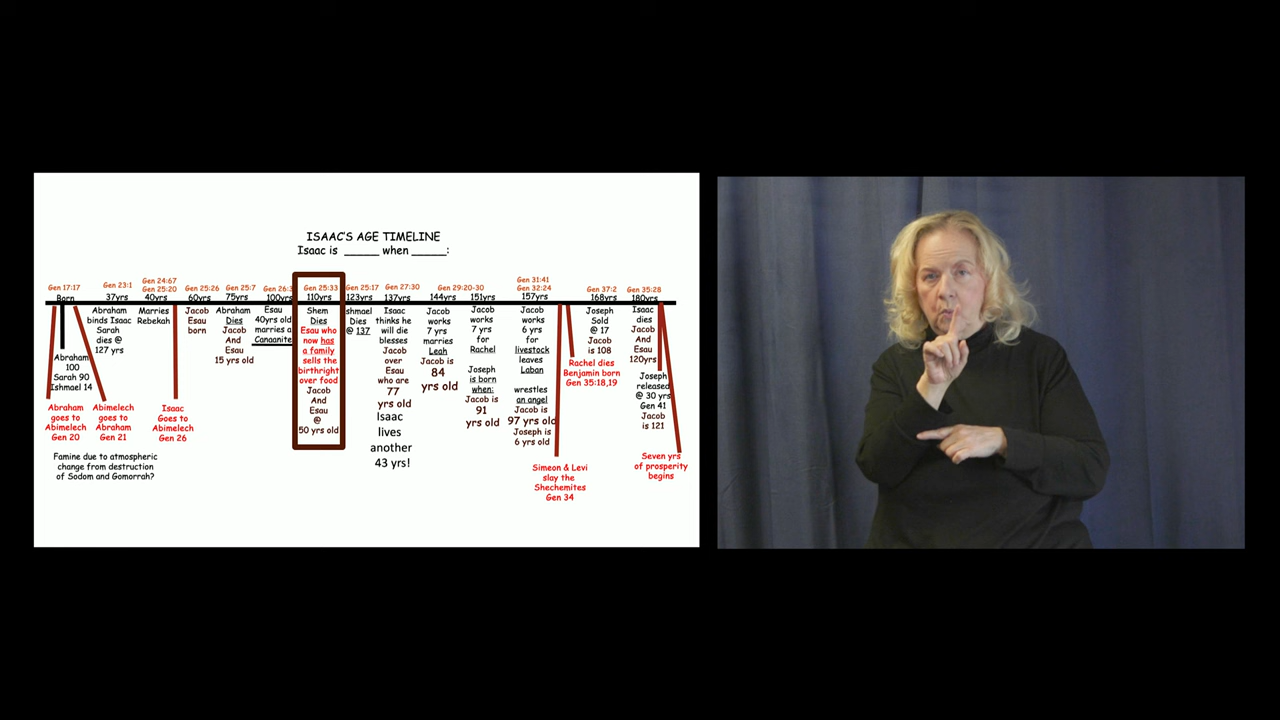 ISAAC'S AGE TIMELINE
Isaac is _____ when _____:
Gen 17:17
Born
Abraham
100
Sarah 90
Ishmael 14
Abraham
goes to
Abimelech
Gen 20
Abimelech
goes to
Abraham
Gen 21
Famine due to atmospheric
change from destruction
of Sodom and Gomorrah?
Gen 23:1
37yrs
Abraham
binds Isaac
Sarah
dies @
127 yrs
Gen 24:67
Gen 25:20
40yrs
Marries
Rebekah
Isaac
Goes to
Abimelech
Gen 26
Gen 25:26
60yrs
Jacob
Esau
born
Gen 25:7
75yrs
Abraham
Dies
Jacob
And
Esau
15 yrs old
Gen 26:3
100yrs
Esau
40yrs old
marries a
Canaanite
Gen 25:33
110yrs
Shem
Dies
Esau who
now has
a family
sells the
birthright
over food
Jacob
And
Esau
@
50 yrs old
Gen 25:17
123yrs
shmael
Dies
@ 137
Gen 27:30
137yrs
Isaac
thinks he
will die
blesses
Jacob
over
Esau
who are
77
yrs old
Isaac
lives
another
43 yrs!
Gen 29:20-30
144yrs
Jacob
works
7 yrs
marries
Leah
Jacob is
84
yrs old
151yrs
Jacob
works
7 yr
for
Rachel
Joseph
is born
when:
Jacob is
91
yrs old
Gen 31:41
Gen 32:24
157yrs
Jacob
works
6 yrs
for
livestock
leaves
Laban
wrestles
an angel
Jacob is
97 yrs old
Joseph is
6 yrs old
Simeon & Levi
slay the
Shechemites
Gen 34
Rachel dies
Benjamin born
Gen 35:18,19
Gen 37:2
168yrs
Joseph
Sold
@ 17
Jacob
is 108
Gen 35:28
180yrs
Isaac
dies
Jacob
And
Esau
120yrs
Joseph
released
@ 30 yrs
Gen 41
Jacob
is 121
Seven yrs
of prosperity
begins